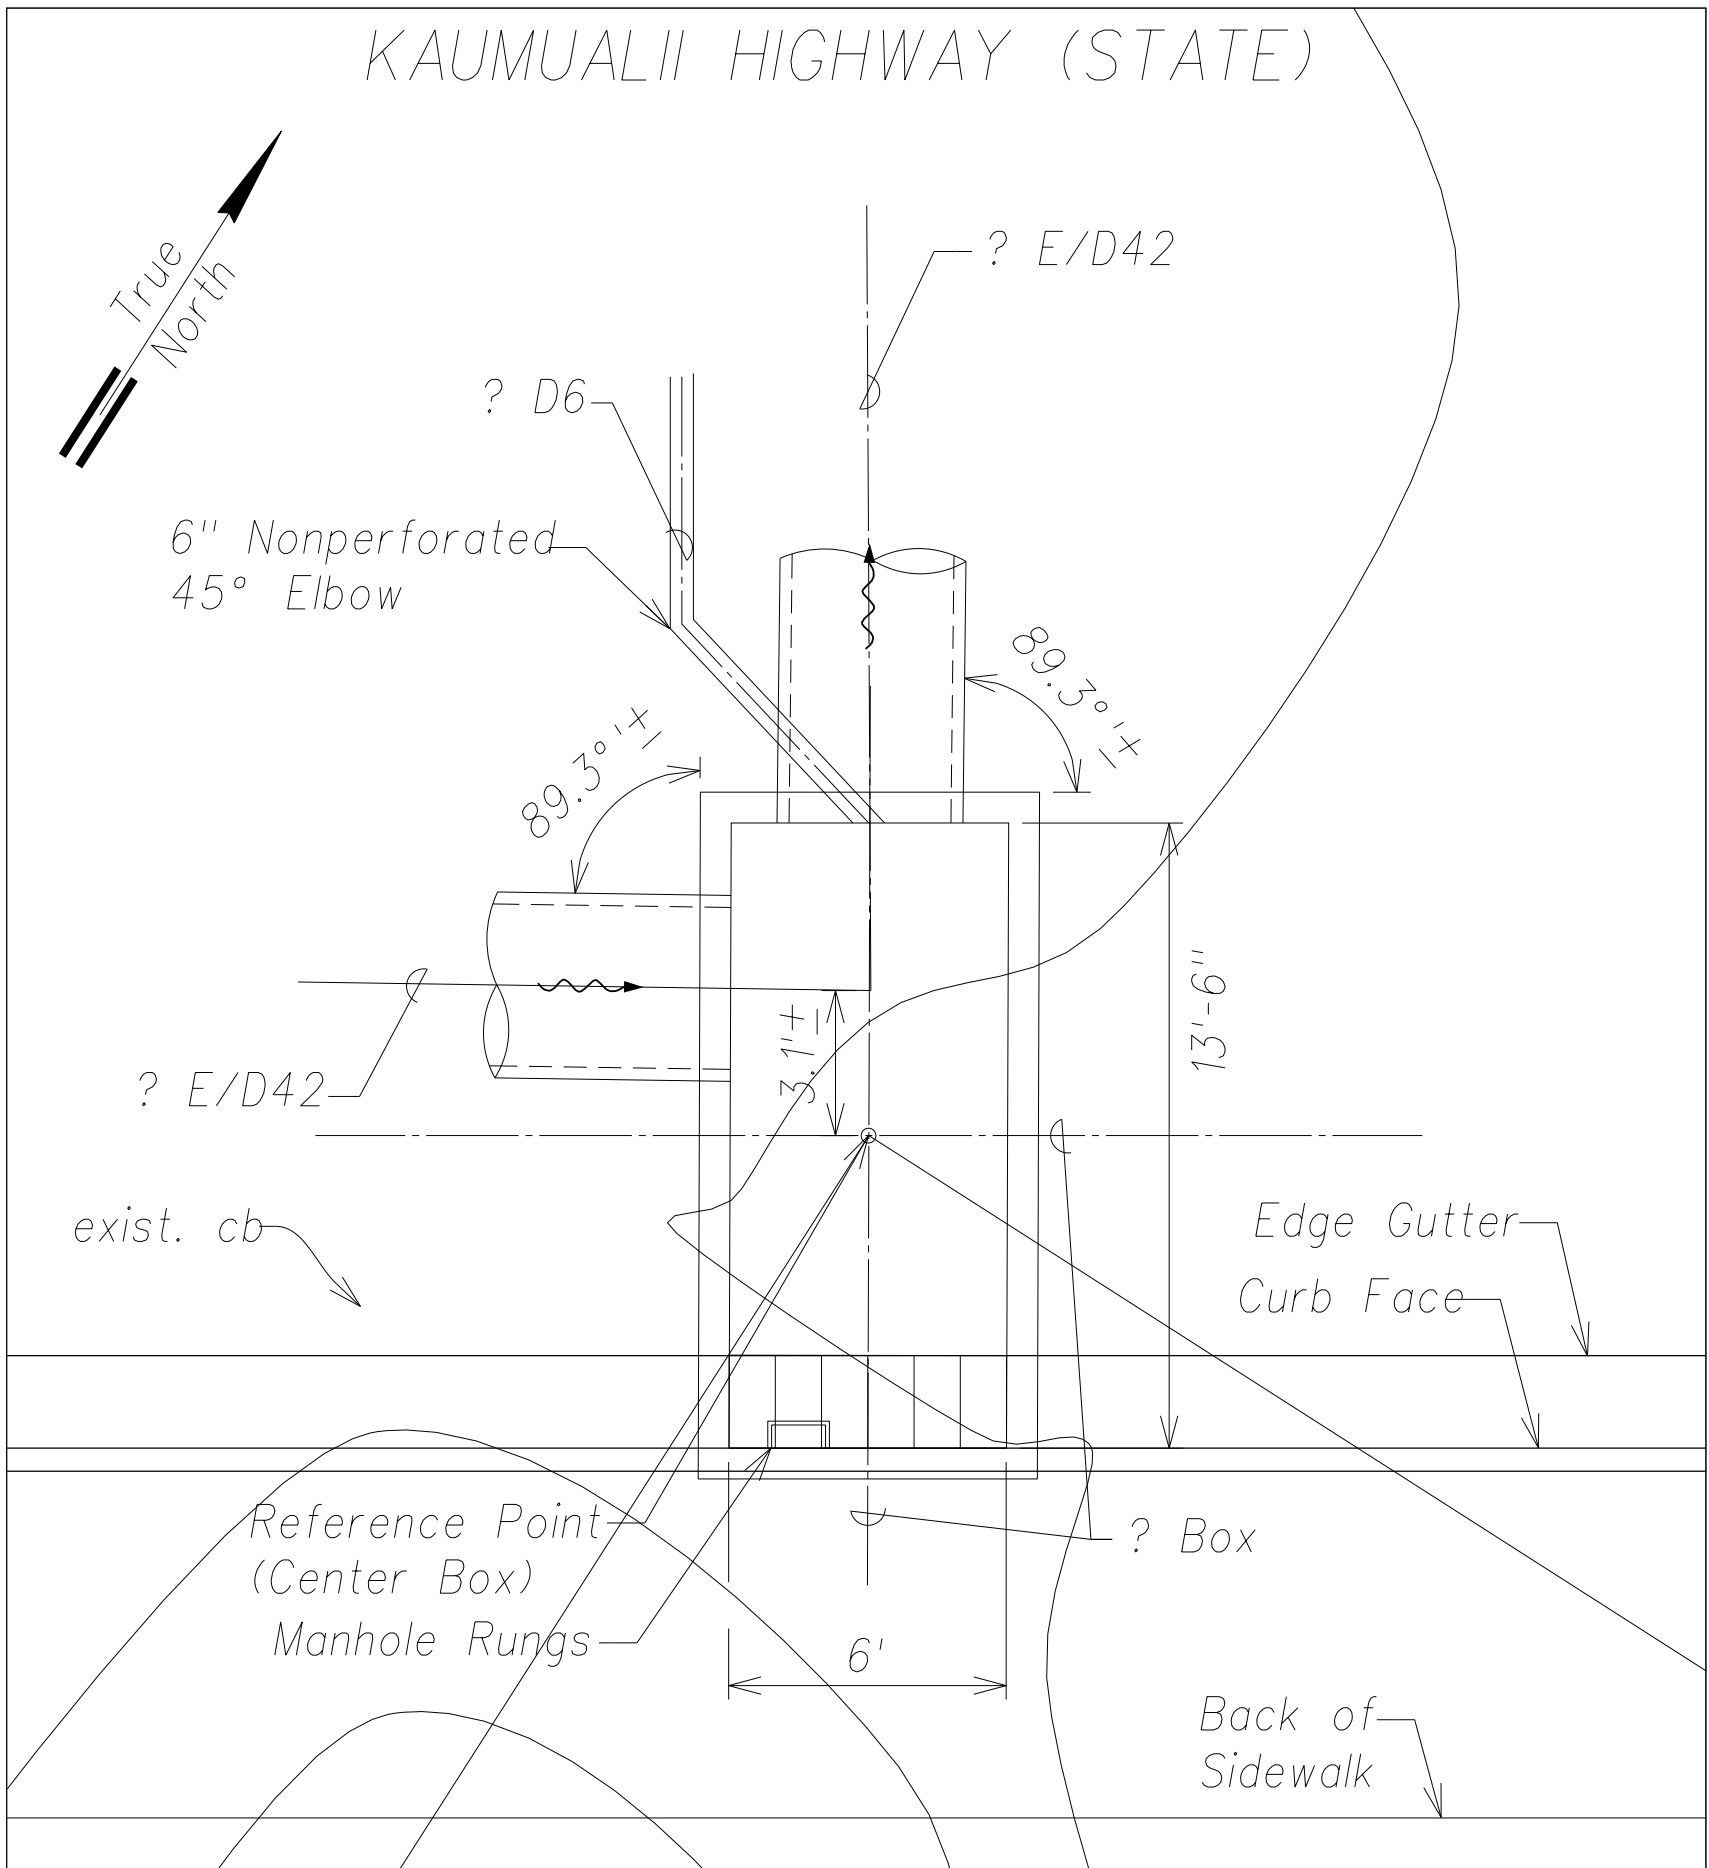 KAUMUALII HIGHWAY (STATE)
True
North
? E/D42
? D6
6" Nonperforated
45° Elbow
89.3°'±
89.3°'±
3.1'±
13'-6"
? E/D42
exist. cb
Edge Gutter
Curb Face
Reference Point
(Center Box)
? Box
Manhole Rungs
6'
Back of
Sidewalk